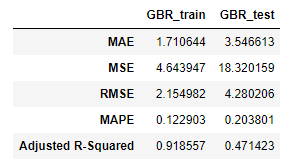 GBR_train GBR_test
MAE 1.710644 3.546613
MSE 4.643947 18.320159
RMSE 2.154982 4.280206
MAPE 0.122903 0.203801
Adjusted R-Squared 0.918557 0.471423